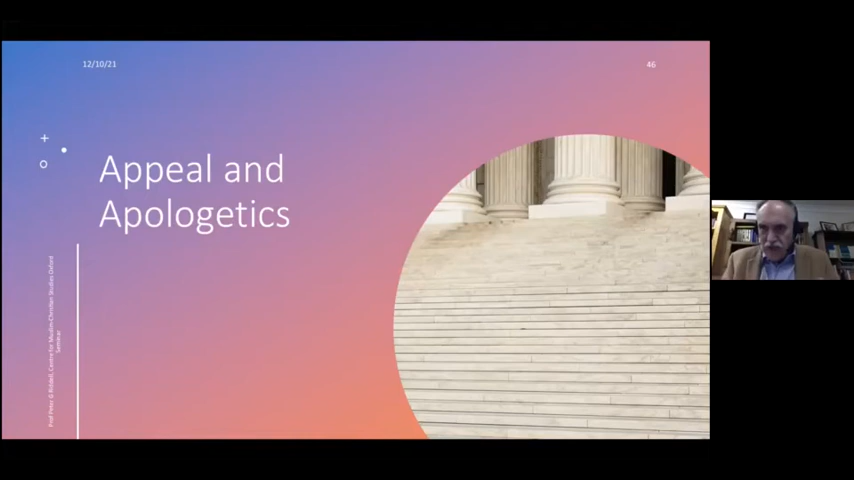 12/10/21
46
Appeal and
Apologetics
Prof Peter G Riddell, Centre for Muslim-Christian Studies Oxford
Seminar